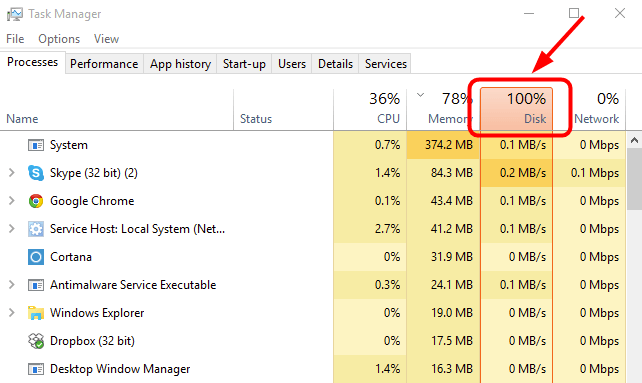 Task Manager
File Options View
Processes Performance App history Start-up Users Details Services
36% 78% 100% 0%
Name Status CPU Memory Disk Network
System 0.7% 374.2 MB 0.1 MB/s 0 Mbps
Skype (32 bit) (2) 1.4% 84.3 MB 0.2 MB/s 0.1 Mbps
Google Chrome 0.1% 43.4 MB 0.1 MB/s 0 Mbps
Service Host: Local System (Net... 2.7% 41.2 MB 0.1 MB/s 0 Mbps
Cortana 0% 31.9 MB 0 MB/s 0 Mbps
Antimalware Service Executable 0.3% 24.1 MB 0.1 MB/s 0 Mbps
Windows Explorer 0% 19.0 MB 0 MB/s 0 Mbps
Dropbox (32 bit) 0% 17.5 MB 0 MB/s 0 Mbps
Desktop Window Manager 1.4% 16.3 MB 0 MB/s 0 Mbps